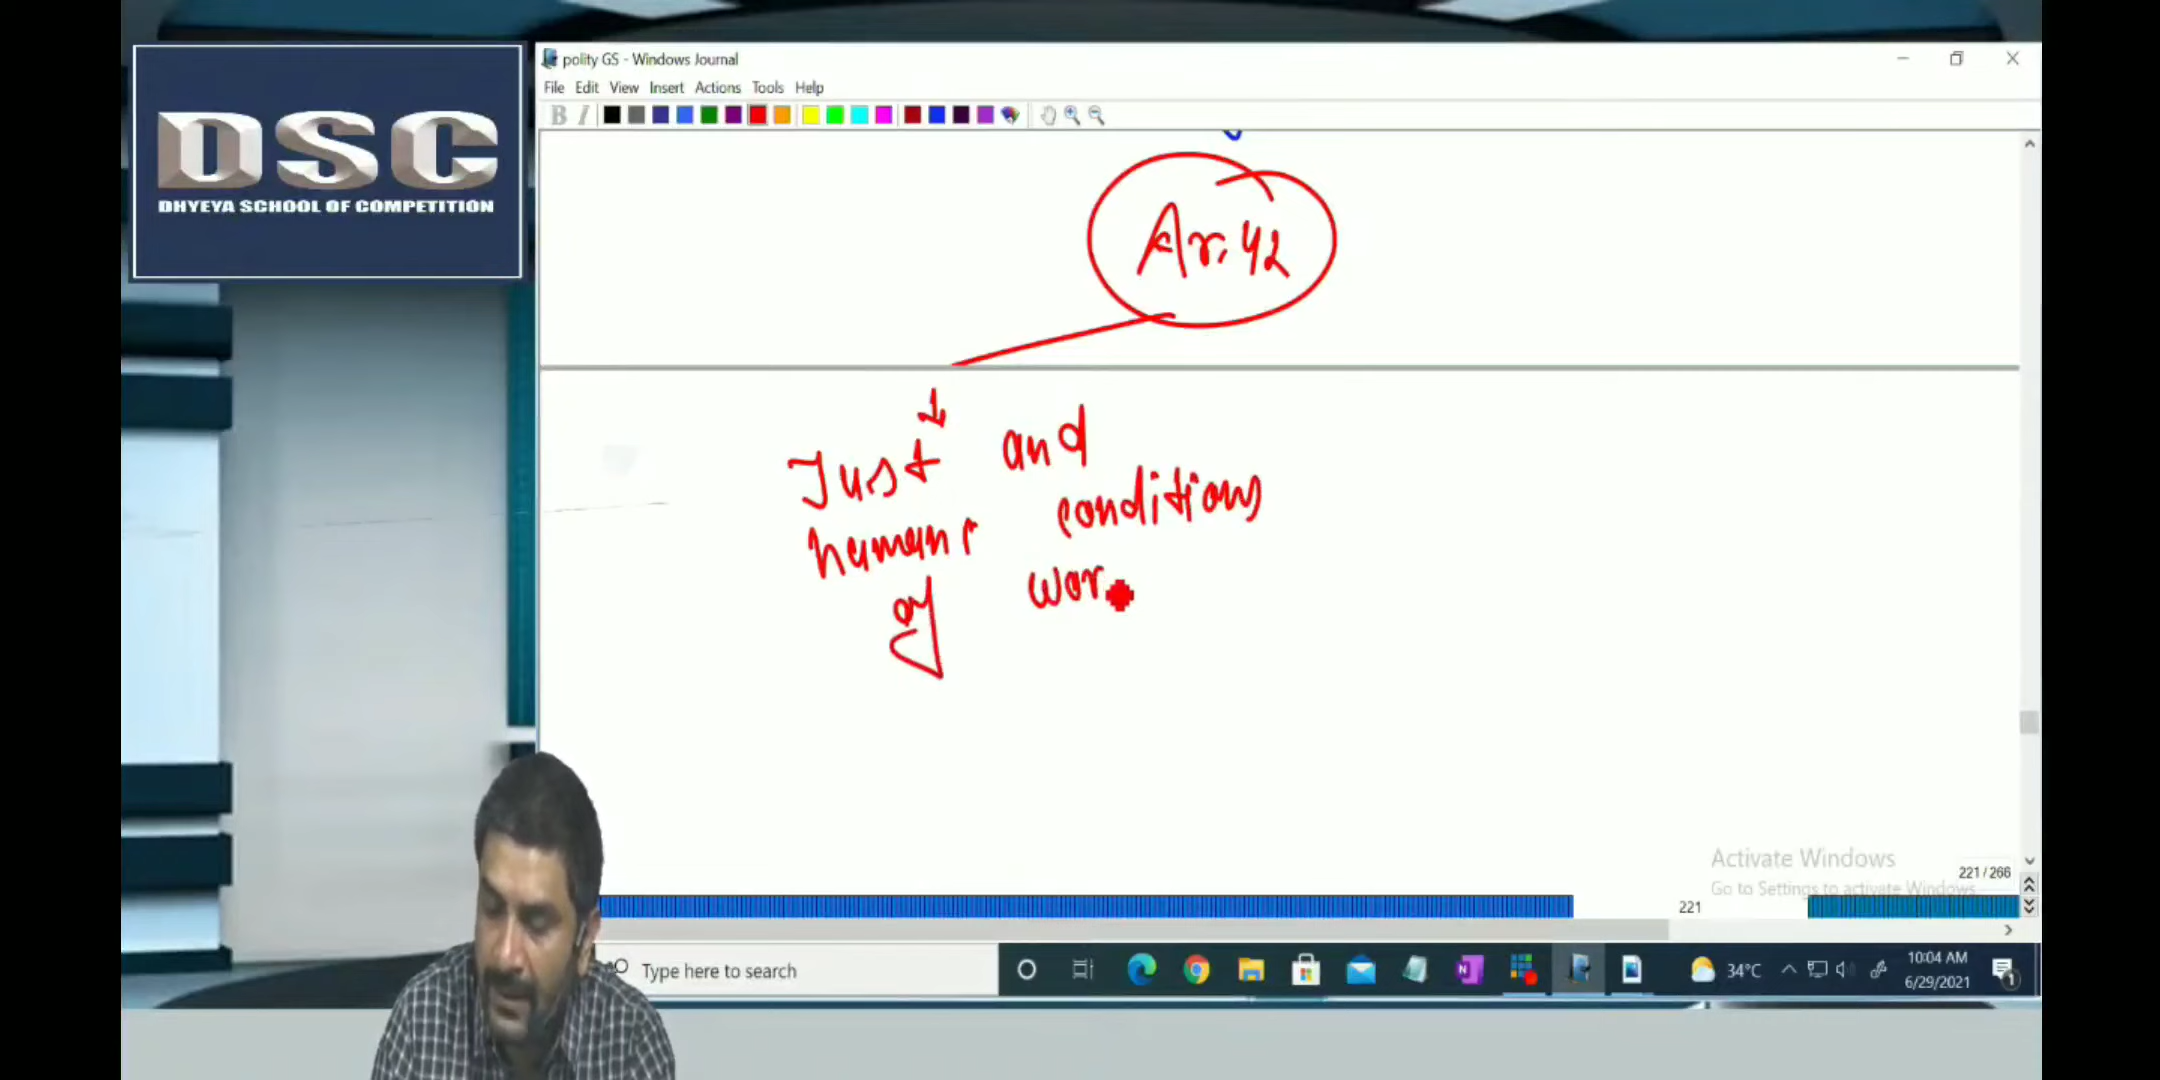 DSC
DHYEYA SCHOOL OF COMPETITION
polity GS - Windows Journal
File Edit View Insert Actions Tools Help
B I
Ar. 42
Just and
humane conditions
of wor
Activate Windows
Go to Settings to activate Windows.
221 / 266
221
Type here to search
34°C
10:04 AM
6/29/2021
1